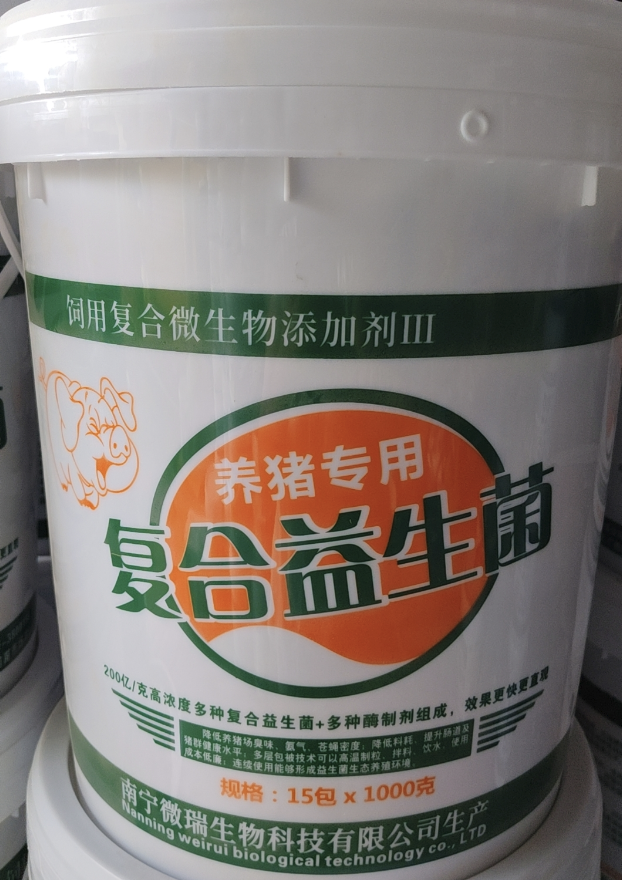 饲用复合微生物添加剂III
养猪专用
复合益生菌
200亿/克高浓度多种复合益生菌+多种酶制剂组成，效果更快更直观
降低养猪场臭味、氨气、苍蝇密度，降低料耗、提升肠道及
猪群健康水平，多层包被技术可以高温制粒、拌料、饮水、使用
成本低廉；连续使用能够形成益生菌生态养猪环境。
规格：15包 x 1000克
南宁微瑞生物科技有限公司生产
Nanning weirui biological technology co., LTD